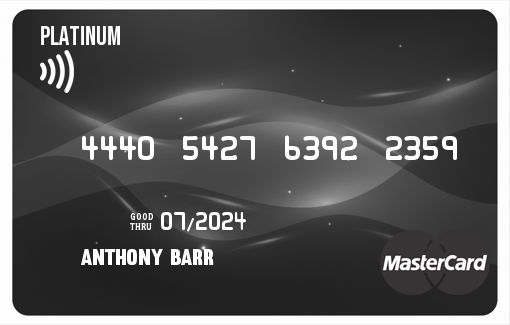 PLATINUM
4440 5427 6392 2359
GOOD THRU 07/2024
ANTHONY BARR
MasterCard